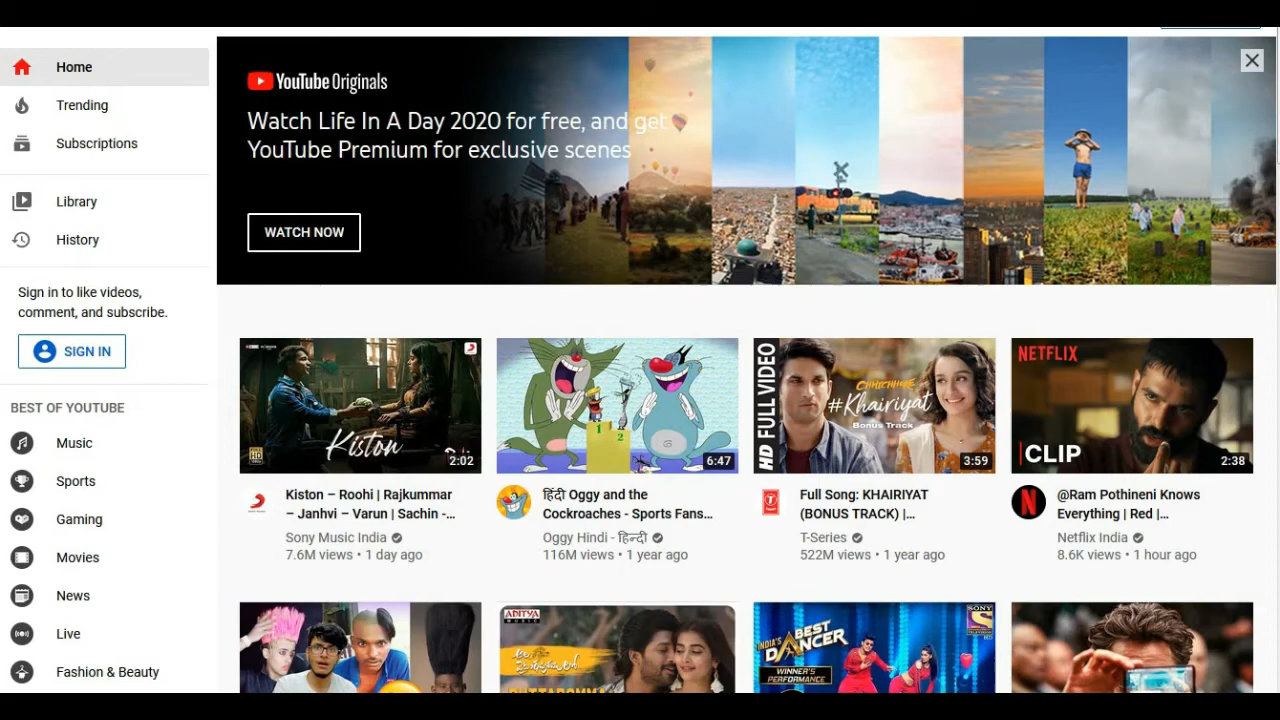 Home
Trending
Subscriptions
Library
History
Sign in to like videos,
comment, and subscribe.
SIGN IN
BEST OF YOUTUBE
Music
Sports
Gaming
Movies
News
Live
Fashion & Beauty
YouTube Originals
Watch Life In A Day 2020 for free, and get
YouTube Premium for exclusive scenes
WATCH NOW
Kiston
2:02
Kiston – Roohi | Rajkummar
– Janhvi – Varun | Sachin -...
Sony Music India
7.6M views • 1 day ago
1
2
6:47
हिंदी Oggy and the
Cockroaches - Sports Fans...
Oggy Hindi - हिन्दी
116M views • 1 year ago
HD FULL VIDEO
CHHICHHORE
#Khairiyat
Bonus Track
3:59
Full Song: KHAIRIYAT
(BONUS TRACK) |...
T-Series
522M views • 1 year ago
NETFLIX
CLIP
2:38
@Ram Pothineni Knows
Everything | Red |...
Netflix India
8.6K views • 1 hour ago
ADITYA
MUSIC
INDIA'S
BEST
DANCER
WINNER'S
PERFORMANCE
SONY